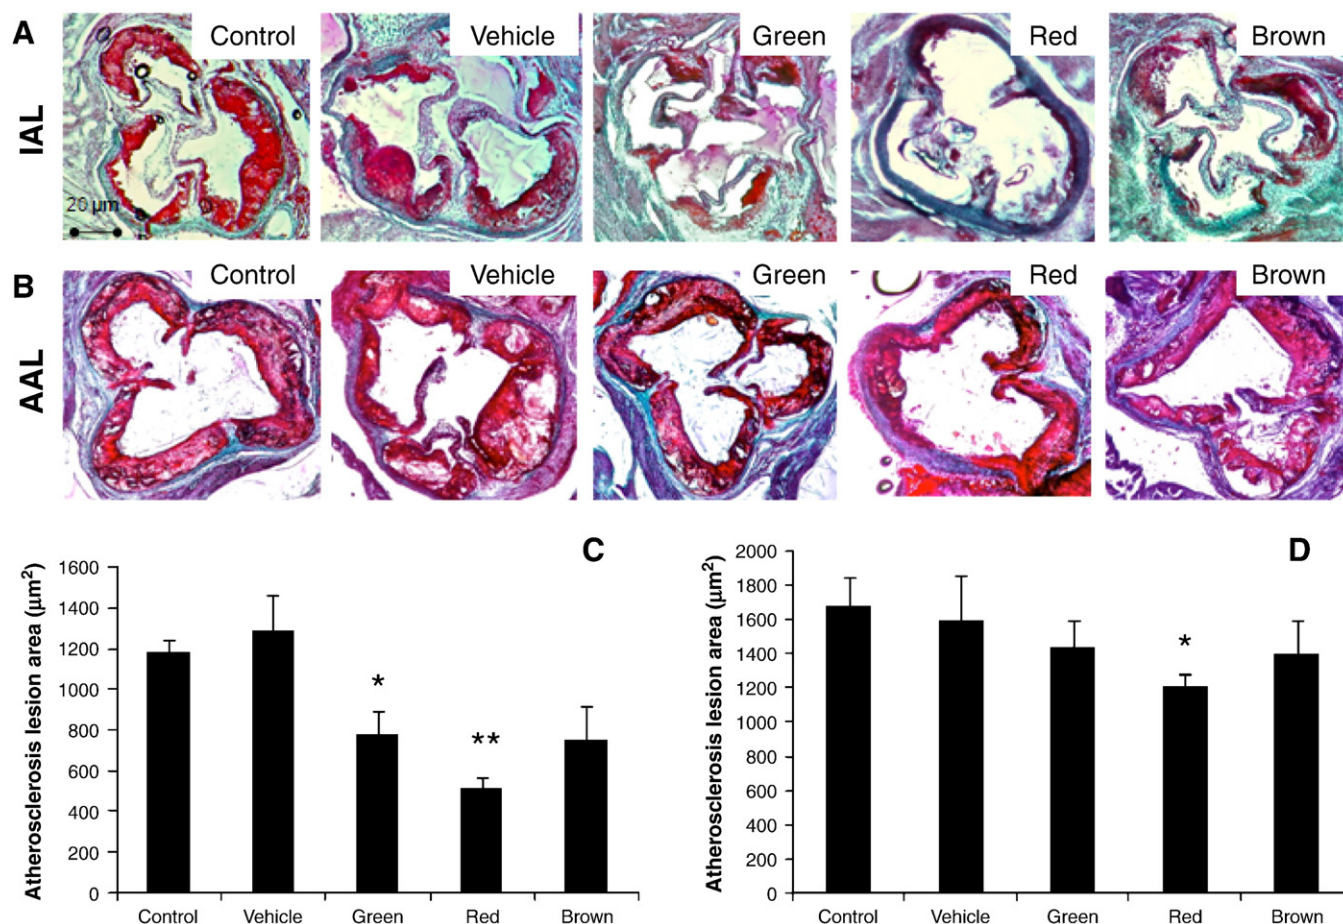 A
Control
Vehicle
Green
Red
Brown
IAL
20 µm
B
Control
Vehicle
Green
Red
Brown
AAL
C
Atherosclerosis lesion area (µm²)
1600
1400
1200
1000
800
600
400
200
0
*
**
Control
Vehicle
Green
Red
Brown
D
Atherosclerosis lesion area (µm²)
2000
1800
1600
1400
1200
1000
800
600
400
200
0
*
Control
Vehicle
Green
Red
Brown